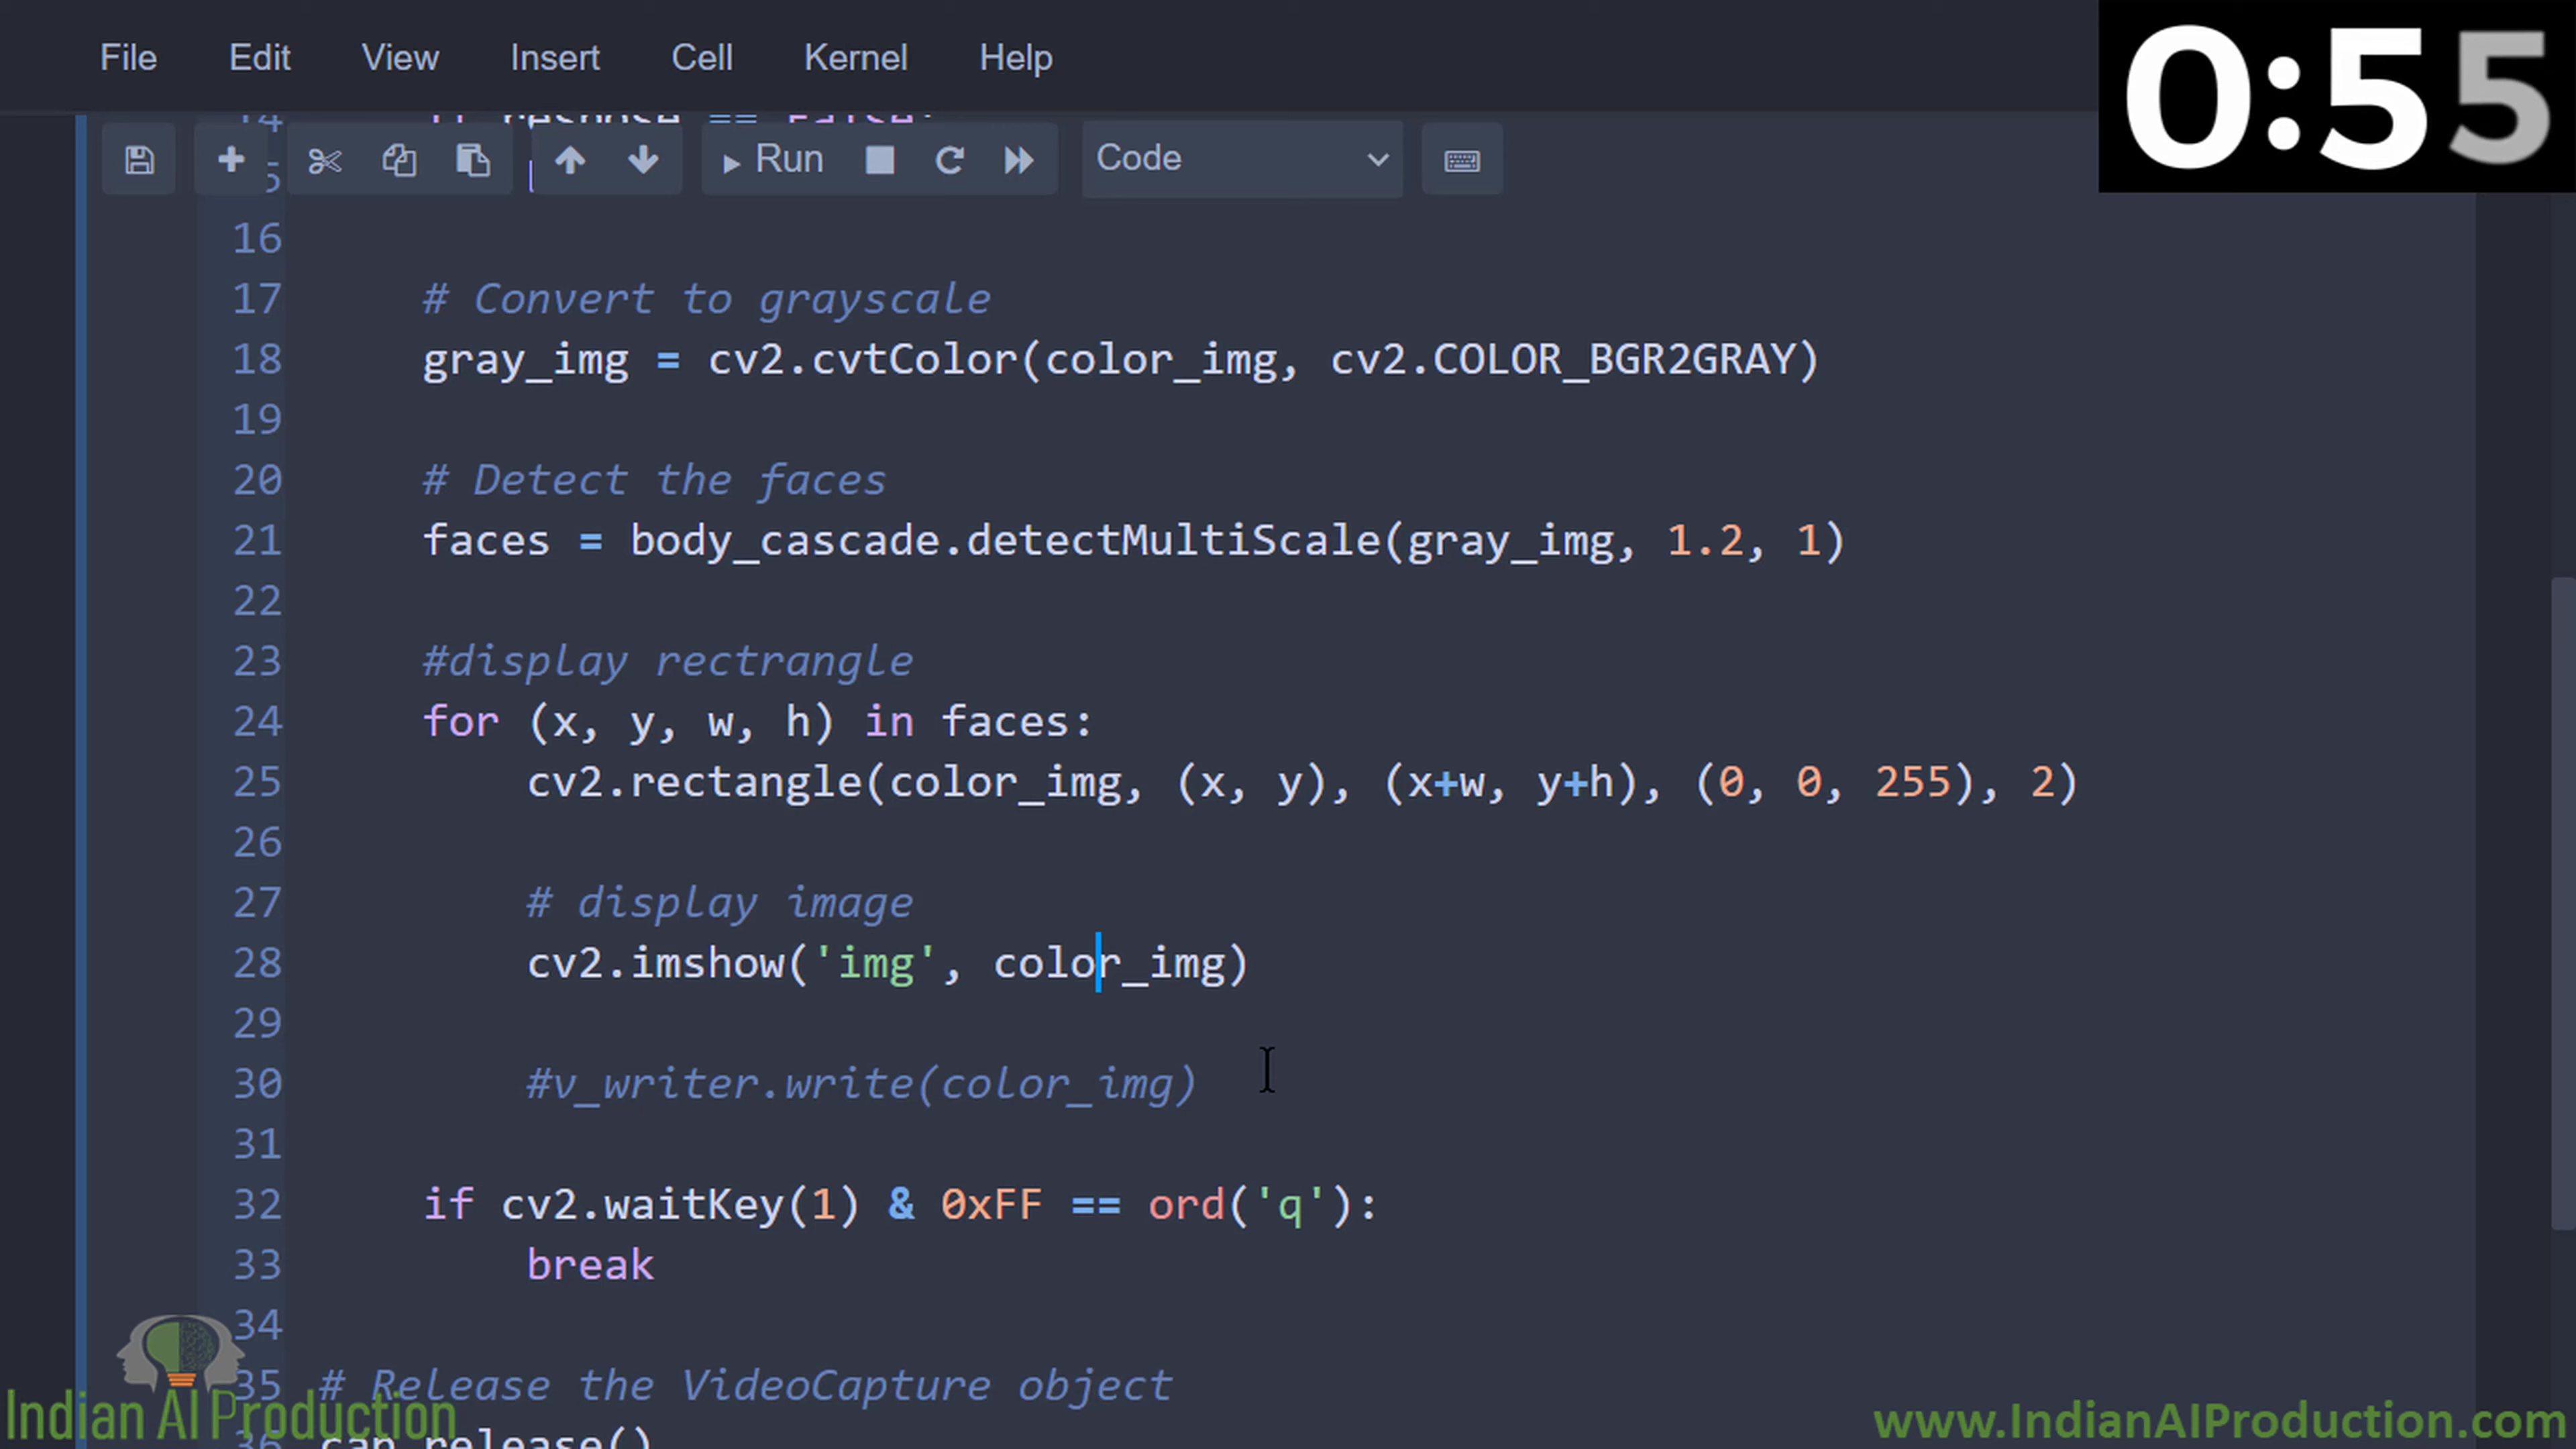 File Edit View Insert Cell Kernel Help
0:55
Run Code
16
17 # Convert to grayscale
18 gray_img = cv2.cvtColor(color_img, cv2.COLOR_BGR2GRAY)
19
20 # Detect the faces
21 faces = body_cascade.detectMultiScale(gray_img, 1.2, 1)
22
23 #display rectrangle
24 for (x, y, w, h) in faces:
25 cv2.rectangle(color_img, (x, y), (x+w, y+h), (0, 0, 255), 2)
26
27 # display image
28 cv2.imshow('img', color_img)
29
30 #v_writer.write(color_img)
31
32 if cv2.waitKey(1) & 0xFF == ord('q'):
33 break
34
35 # Release the VideoCapture object
Indian AI Production
www.IndianAIProduction.com